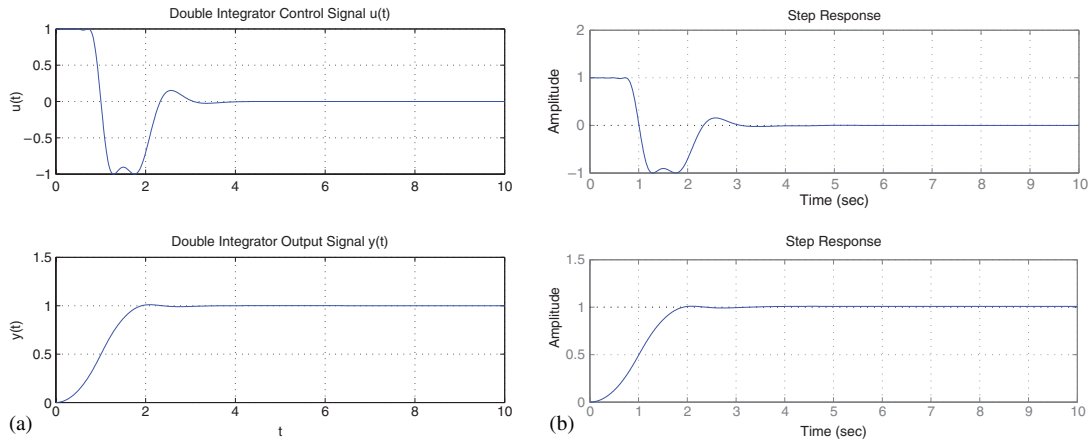 Double Integrator Control Signal u(t)
1
0.5
0
−0.5
−1
u(t)
0 2 4 6 8 10
Double Integrator Output Signal y(t)
1.5
1
0.5
0
y(t)
0 2 4 6 8 10
t
(a)
Step Response
2
1
0
−1
Amplitude
0 1 2 3 4 5 6 7 8 9 10
Time (sec)
Step Response
1.5
1
0.5
0
Amplitude
0 1 2 3 4 5 6 7 8 9 10
Time (sec)
(b)